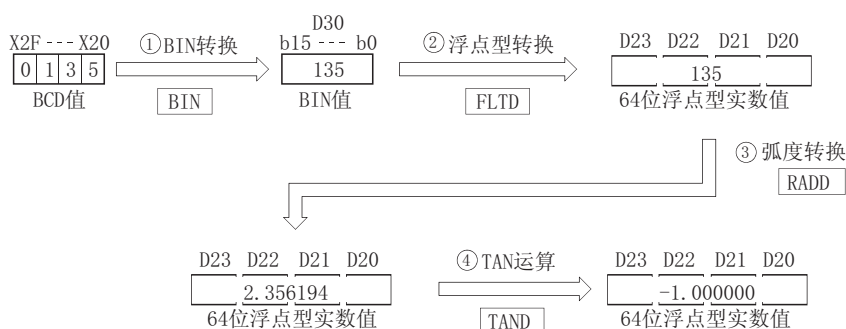 X2F --- X20
0 1 3 5
BCD值
①BIN转换
BIN
D30
b15 --- b0
135
BIN值
②浮点型转换
FLTD
D23 D22 D21 D20
135
64位浮点型实数值
③弧度转换
RADD
D23 D22 D21 D20
2.356194
64位浮点型实数值
④TAN运算
TAND
D23 D22 D21 D20
-1.000000
64位浮点型实数值